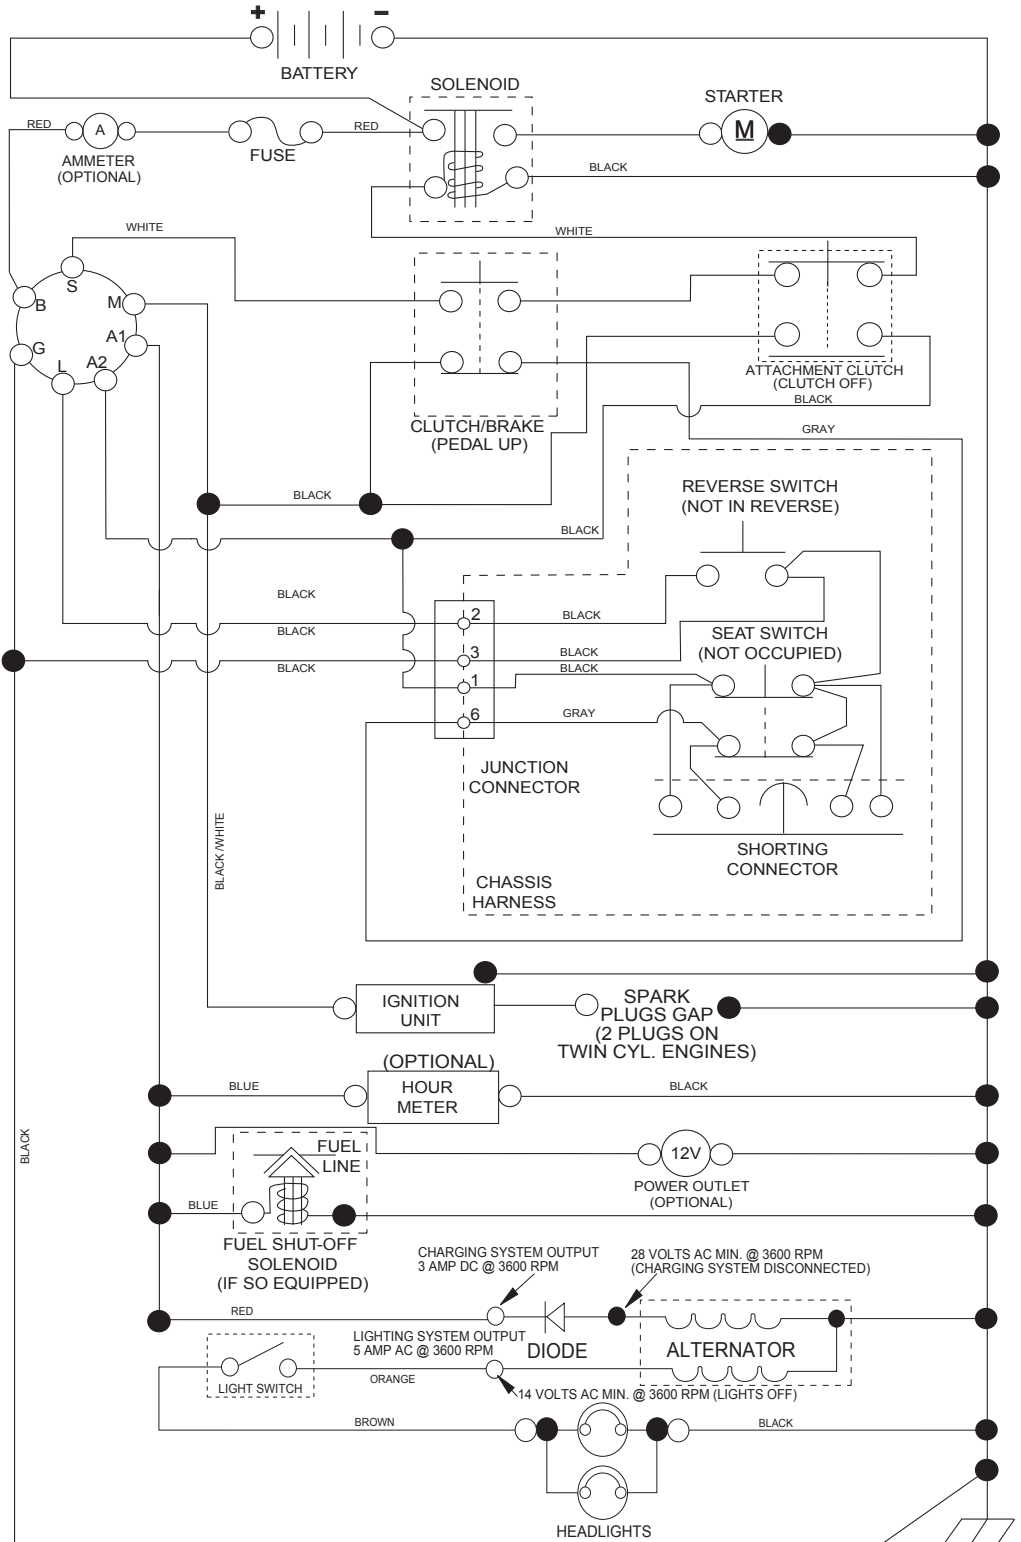 + -
BATTERY
SOLENOID
STARTER
RED
A
AMMETER
(OPTIONAL)
FUSE
RED
M
BLACK
WHITE
WHITE
S
B
M
A1
G
L
A2
ATTACHMENT CLUTCH
(CLUTCH OFF)
BLACK
CLUTCH/BRAKE
(PEDAL UP)
GRAY
REVERSE SWITCH
(NOT IN REVERSE)
BLACK
BLACK
BLACK
2
BLACK
BLACK
SEAT SWITCH
(NOT OCCUPIED)
3
BLACK
BLACK
BLACK
1
6
GRAY
JUNCTION
CONNECTOR
SHORTING
CONNECTOR
BLACK /WHITE
CHASSIS
HARNESS
IGNITION
UNIT
SPARK
PLUGS GAP
(2 PLUGS ON
TWIN CYL. ENGINES)
(OPTIONAL)
HOUR
METER
BLUE
BLACK
BLACK
FUEL
LINE
12V
POWER OUTLET
(OPTIONAL)
BLUE
FUEL SHUT-OFF
SOLENOID
(IF SO EQUIPPED)
CHARGING SYSTEM OUTPUT
3 AMP DC @ 3600 RPM
28 VOLTS AC MIN. @ 3600 RPM
(CHARGING SYSTEM DISCONNECTED)
RED
LIGHTING SYSTEM OUTPUT
5 AMP AC @ 3600 RPM
DIODE
ALTERNATOR
LIGHT SWITCH
ORANGE
14 VOLTS AC MIN. @ 3600 RPM (LIGHTS OFF)
BROWN
BLACK
HEADLIGHTS